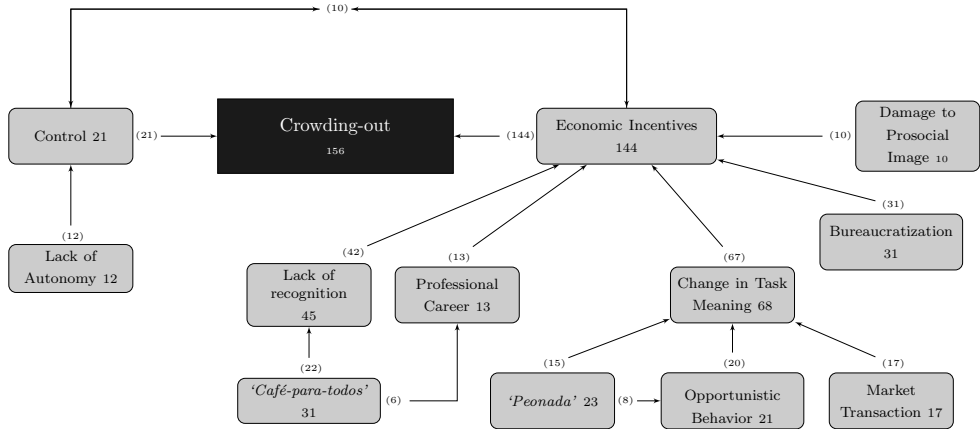 (10)
Control 21
(21)
Crowding-out
156
(144)
Economic Incentives
144
(10)
Damage to
Prosocial
Image 10
(12)
Lack of
Autonomy 12
(31)
Bureaucratization
31
(42)
Lack of
recognition
45
(13)
Professional
Career 13
(67)
Change in Task
Meaning 68
(22)
‘Café-para-todos’
31
(6)
(15)
‘Peonada’ 23
(8)
(20)
Opportunistic
Behavior 21
(17)
Market
Transaction 17